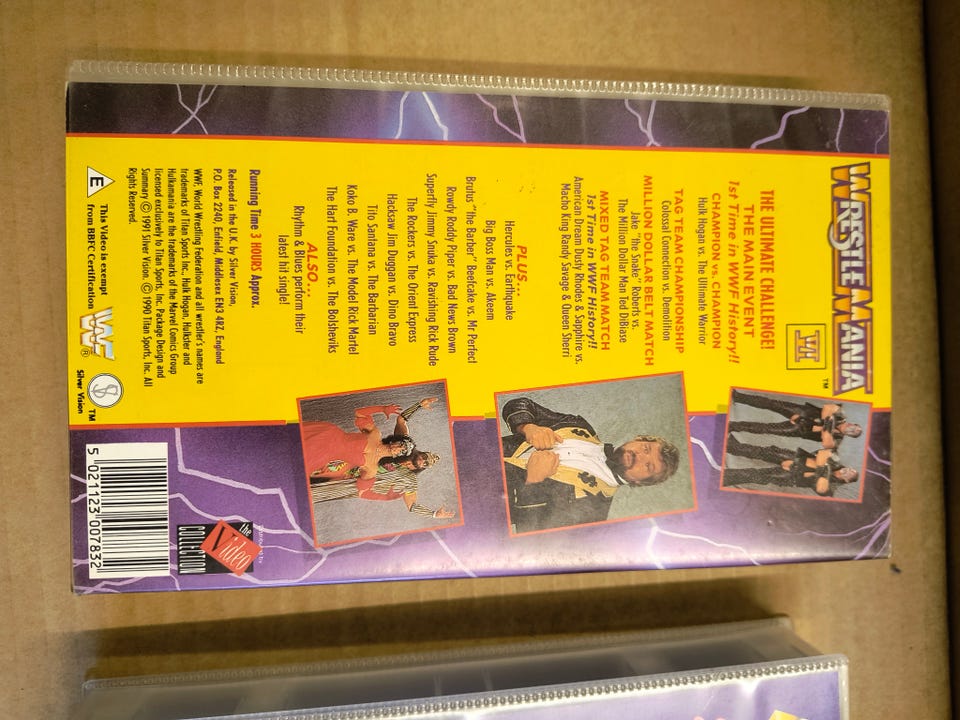 WRESTLEMANIA
TM
VI
THE ULTIMATE CHALLENGE!
THE MAIN EVENT
1st Time in WWF History!!
CHAMPION vs. CHAMPION
Hulk Hogan vs. The Ultimate Warrior
TAG TEAM CHAMPIONSHIP
Colossal Connection vs. Demolition
MILLION DOLLAR BELT MATCH
Jake "the Snake" Roberts vs.
The Million Dollar Man Ted DiBiase
MIXED TAG TEAM MATCH
1st Time in WWF History!!
American Dream Dusty Rhodes & Sapphire vs.
Macho King Randy Savage & Queen Sherri
PLUS...
Hercules vs. Earthquake
Big Boss Man vs. Akeem
Brutus "the Barber" Beefcake vs. Mr Perfect
Rowdy Roddy Piper vs. Bad News Brown
Superfly Jimmy Snuka vs. Ravishing Rick Rude
The Rockers vs. The Orient Express
Hacksaw Jim Duggan vs. Dino Bravo
Tito Santana vs. The Barbarian
Koko B. Ware vs. The Model Rick Martel
The Hart Foundation vs. The Bolsheviks
ALSO...
Rhythm & Blues perform their
latest hit single!
Running Time 3 HOURS Approx.
Released in the U.K. by Silver Vision,
P.O. Box 2240, Enfield, Middlesex EN3 4RZ, England
WWF, World Wrestling Federation and all wrestler's names are
trademarks of Titan Sports Inc., Hulk Hogan, Hulkster and
Hulkamania are the trademarks of the Marvel Comics Group
licensed exclusively to Titan Sports, Inc. Package Design and
Summary © 1991 Silver Vision. © 1990 Titan Sports, Inc. All
Rights Reserved.
E
This Video is exempt
from BBFC Certification
WF
®
Silver Vision
TM
Distributed by
the
Video
COLLECTION
5 021123 007832